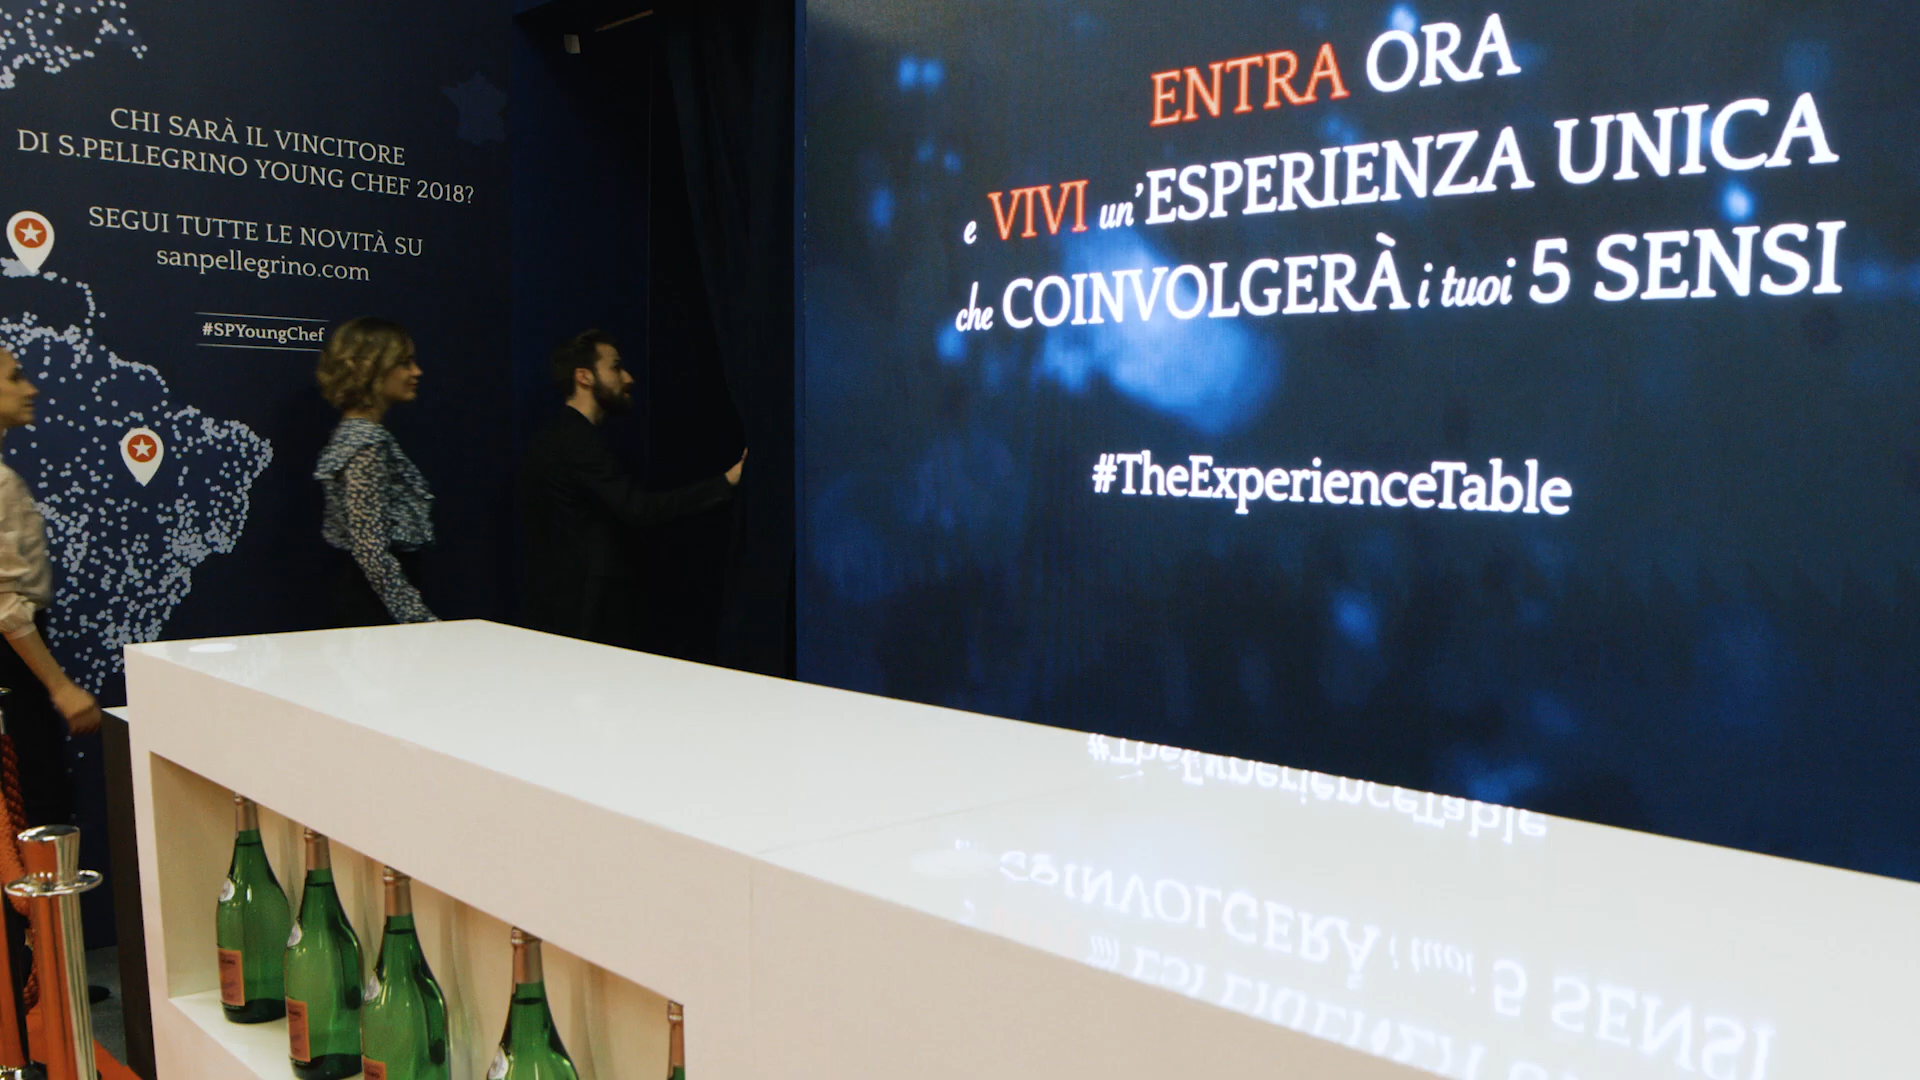 CHI SARÀ IL VINCITORE
DI S.PELLEGRINO YOUNG CHEF 2018?
SEGUI TUTTE LE NOVITÀ SU
sanpellegrino.com
#SPYoungChef
ENTRA ORA
e VIVI un'ESPERIENZA UNICA
che COINVOLGERÀ i tuoi 5 SENSI
#TheExperienceTable